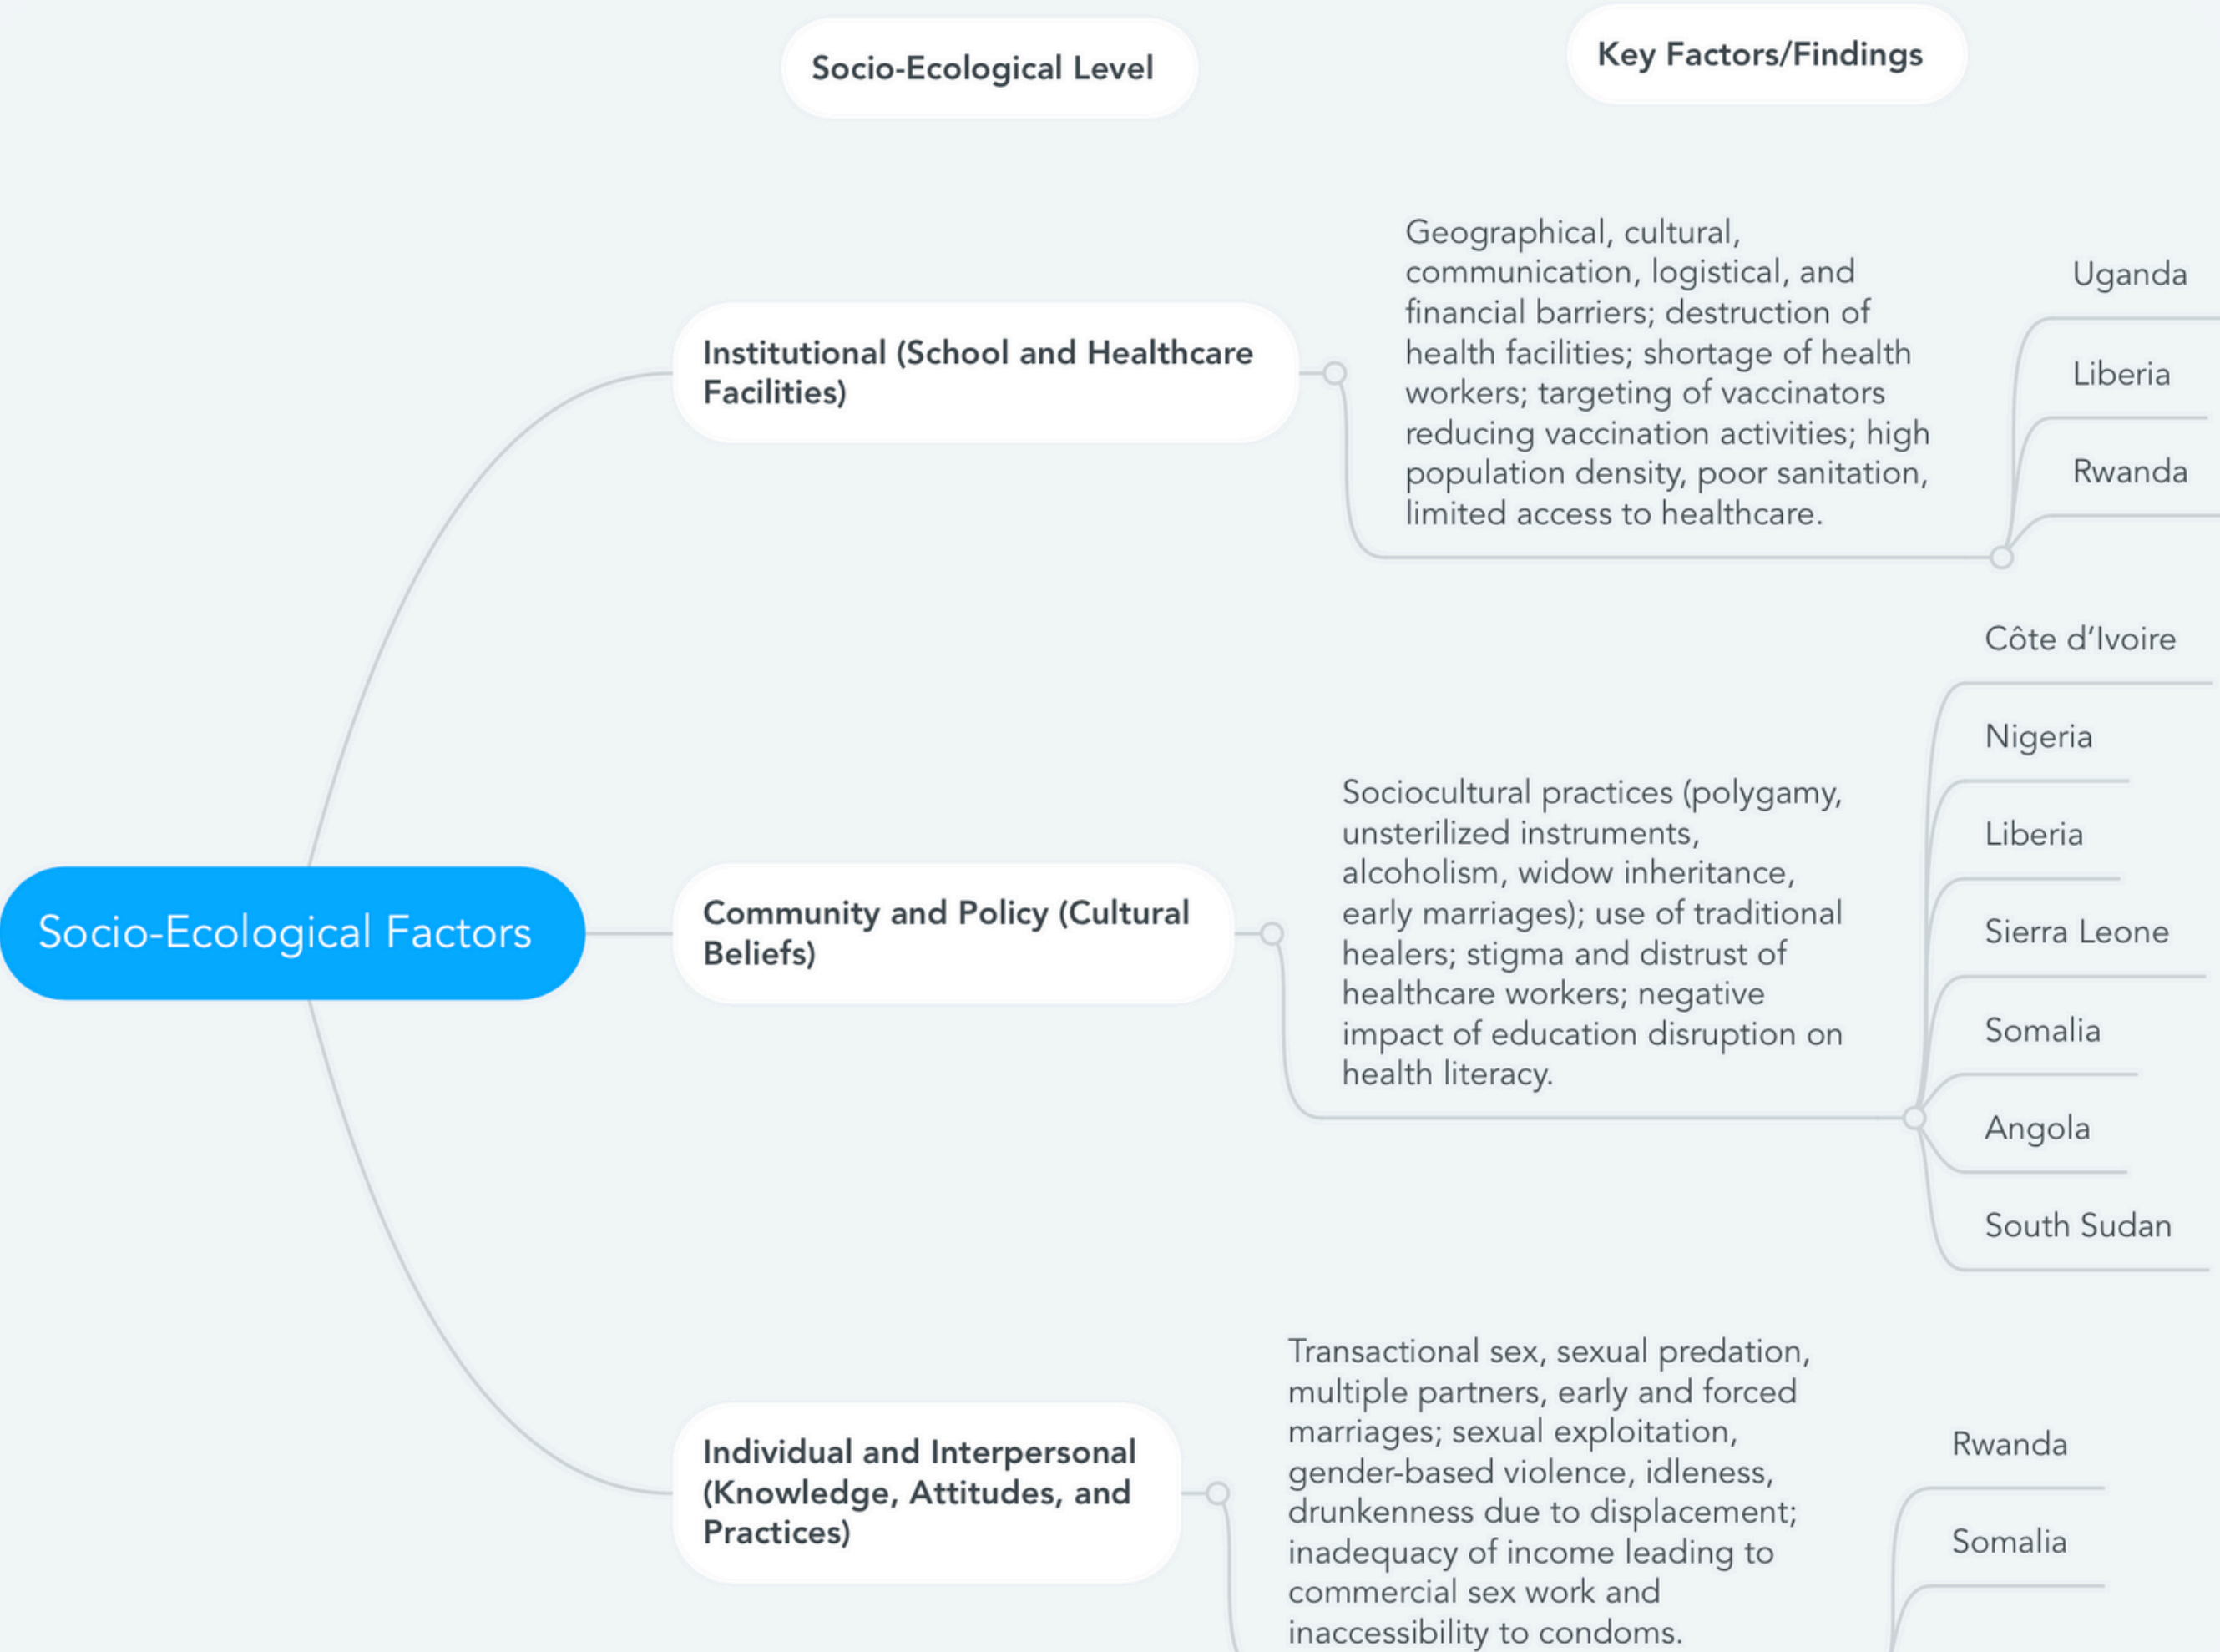 Socio-Ecological Level
Key Factors/Findings
Socio-Ecological Factors
Institutional (School and Healthcare
Facilities)
Geographical, cultural,
communication, logistical, and
financial barriers; destruction of
health facilities; shortage of health
workers; targeting of vaccinators
reducing vaccination activities; high
population density, poor sanitation,
limited access to healthcare.
Uganda
Liberia
Rwanda
Community and Policy (Cultural
Beliefs)
Sociocultural practices (polygamy,
unsterilized instruments,
alcoholism, widow inheritance,
early marriages); use of traditional
healers; stigma and distrust of
healthcare workers; negative
impact of education disruption on
health literacy.
Côte d’Ivoire
Nigeria
Liberia
Sierra Leone
Somalia
Angola
South Sudan
Individual and Interpersonal
(Knowledge, Attitudes, and
Practices)
Transactional sex, sexual predation,
multiple partners, early and forced
marriages; sexual exploitation,
gender-based violence, idleness,
drunkenness due to displacement;
inadequacy of income leading to
commercial sex work and
inaccessibility to condoms.
Rwanda
Somalia